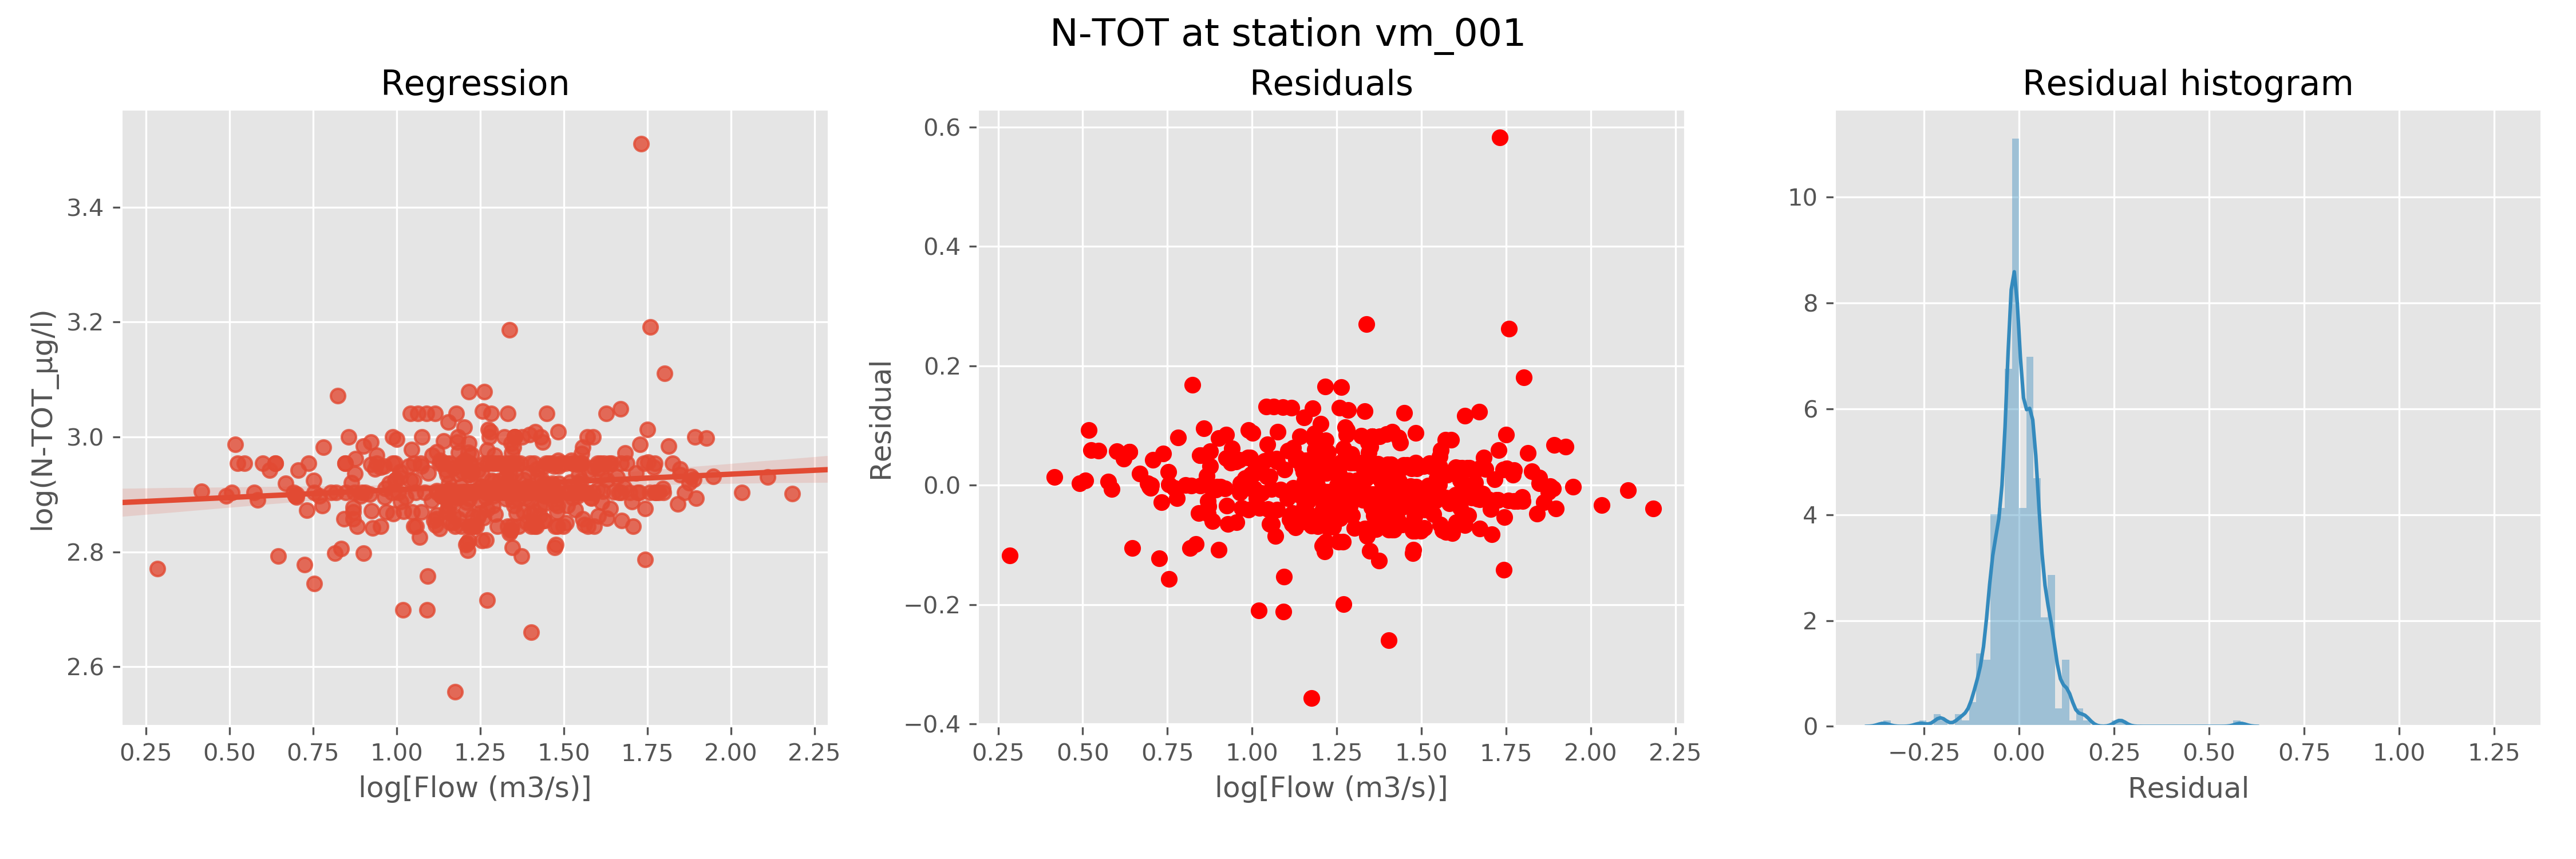 N-TOT at station vm_001
Regression
3.4
3.2
3.0
2.8
2.6
log(N-TOT_µg/l)
0.25 0.50 0.75 1.00 1.25 1.50 1.75 2.00 2.25
log[Flow (m3/s)]
Residuals
0.6
0.4
0.2
0.0
−0.2
−0.4
Residual
0.25 0.50 0.75 1.00 1.25 1.50 1.75 2.00 2.25
log[Flow (m3/s)]
Residual histogram
10
8
6
4
2
0
−0.25 0.00 0.25 0.50 0.75 1.00 1.25
Residual